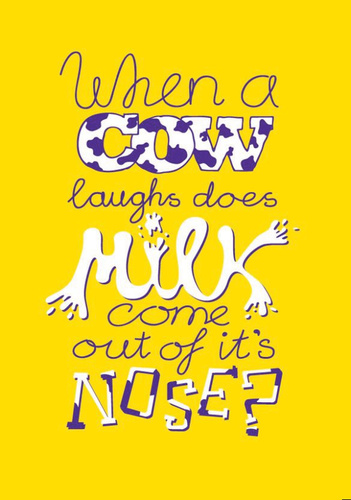 When a
COW
laughs does
MilK
come
out of it's
NOSE?